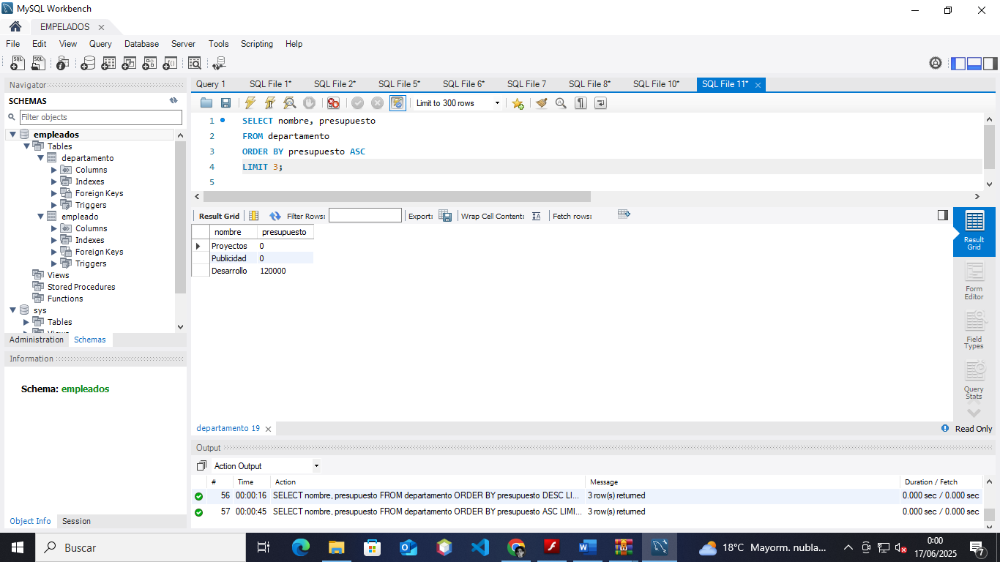 MySQL Workbench
EMPELADOS
File Edit View Query Database Server Tools Scripting Help
Navigator
SCHEMAS
Filter objects
empleados
Tables
departamento
Columns
Indexes
Foreign Keys
Triggers
empleado
Columns
Indexes
Foreign Keys
Triggers
Views
Stored Procedures
Functions
sys
Tables
Views
Administration Schemas
Information
Schema: empleados
Object Info Session
Query 1 SQL File 1* SQL File 2* SQL File 5* SQL File 6* SQL File 7 SQL File 8* SQL File 10* SQL File 11*
Limit to 300 rows
1 SELECT nombre, presupuesto
2 FROM departamento
3 ORDER BY presupuesto ASC
4 LIMIT 3;
5
Result Grid Filter Rows: Export: Wrap Cell Content: Fetch rows:
nombre presupuesto
Proyectos 0
Publicidad 0
Desarrollo 120000
Result
Grid
Form
Editor
Field
Types
Query
Stats
departamento 19
Read Only
Output
Action Output
# Time Action Message Duration / Fetch
56 00:00:16 SELECT nombre, presupuesto FROM departamento ORDER BY presupuesto DESC LI... 3 row(s) returned 0.000 sec / 0.000 sec
57 00:00:45 SELECT nombre, presupuesto FROM departamento ORDER BY presupuesto ASC LIMI... 3 row(s) returned 0.000 sec / 0.000 sec
Buscar
18°C Mayorm. nubla...
0:00
17/06/2025
7